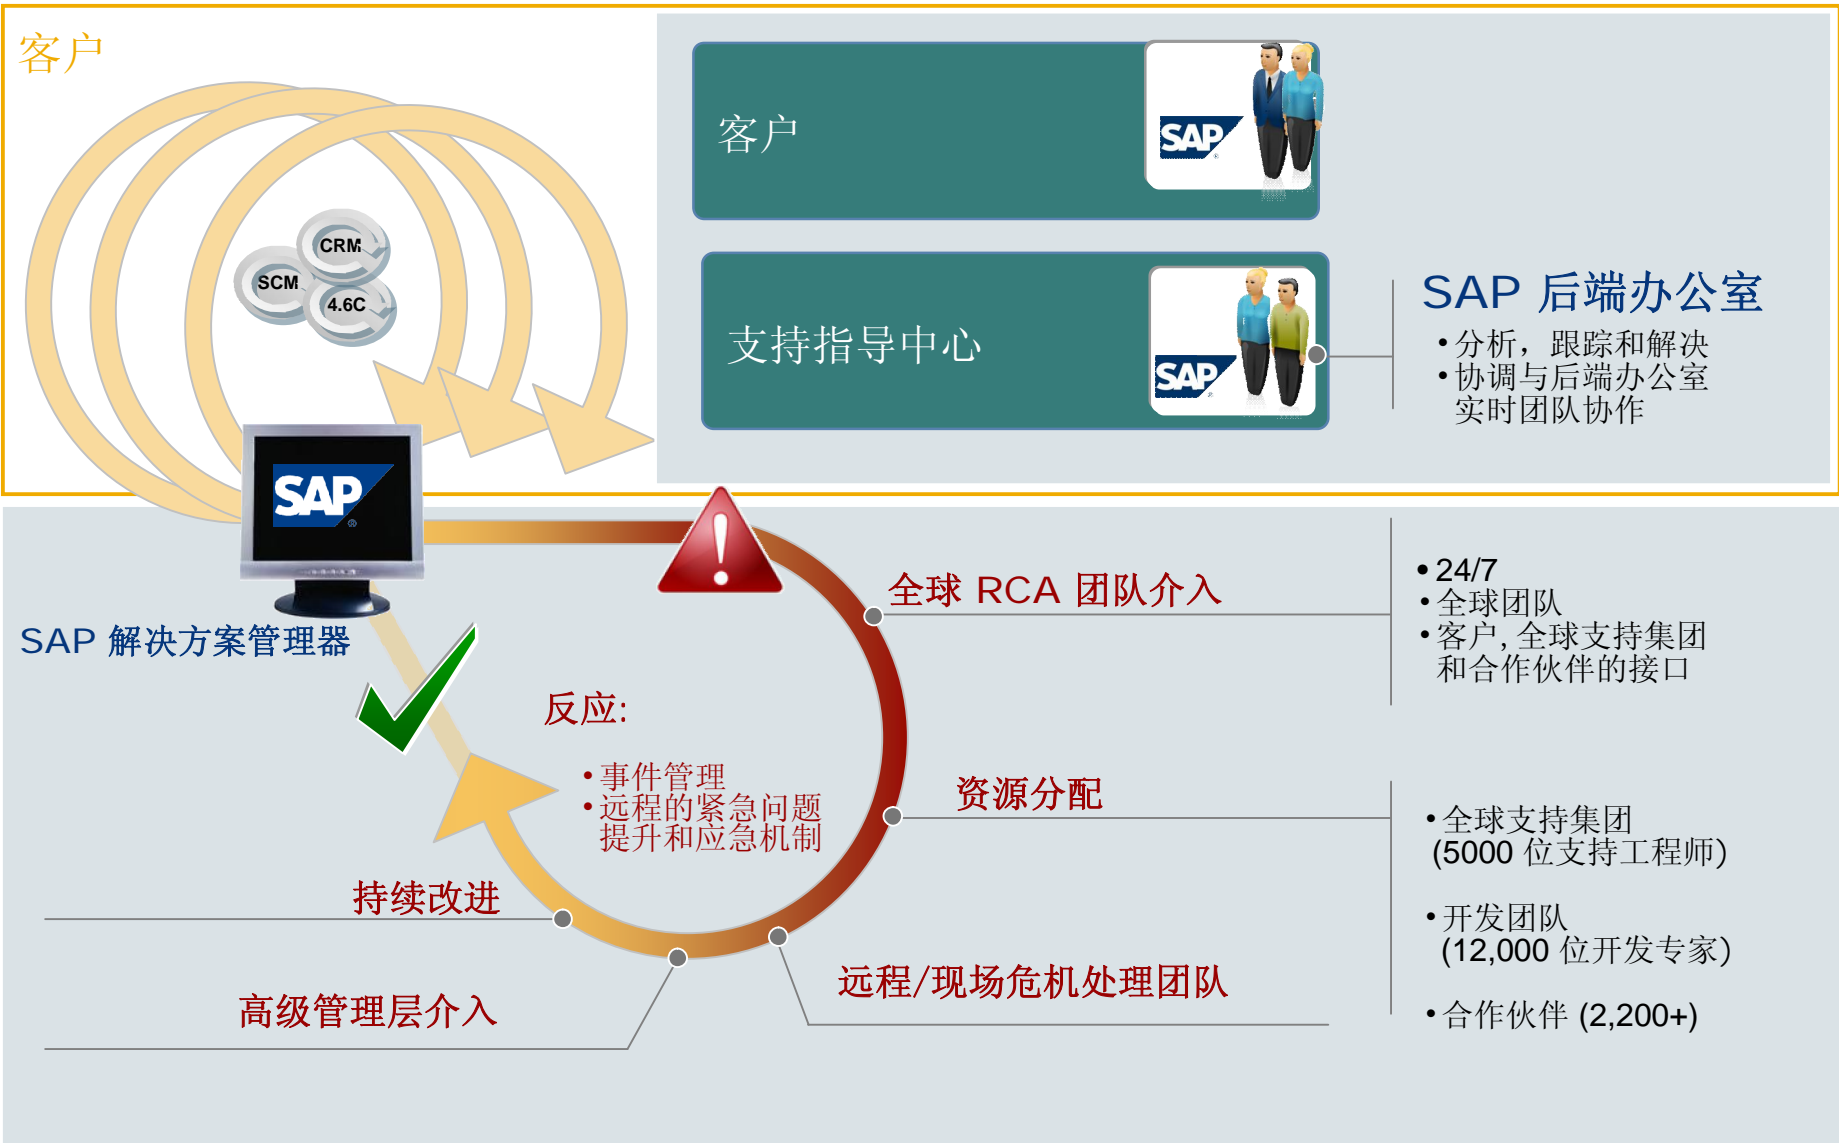 客户
客户
SAP
®
CRM
SCM
4.6C
支持指导中心
SAP
®
SAP 后端办公室
•分析，跟踪和解决
•协调与后端办公室
实时团队协作
SAP
®
SAP 解决方案管理器
全球 RCA 团队介入
•24/7
•全球团队
•客户, 全球支持集团
和合作伙伴的接口
反应:
•事件管理
•远程的紧急问题
提升和应急机制
资源分配
•全球支持集团
(5000 位支持工程师)
•开发团队
(12,000 位开发专家)
•合作伙伴 (2,200+)
持续改进
远程/现场危机处理团队
高级管理层介入